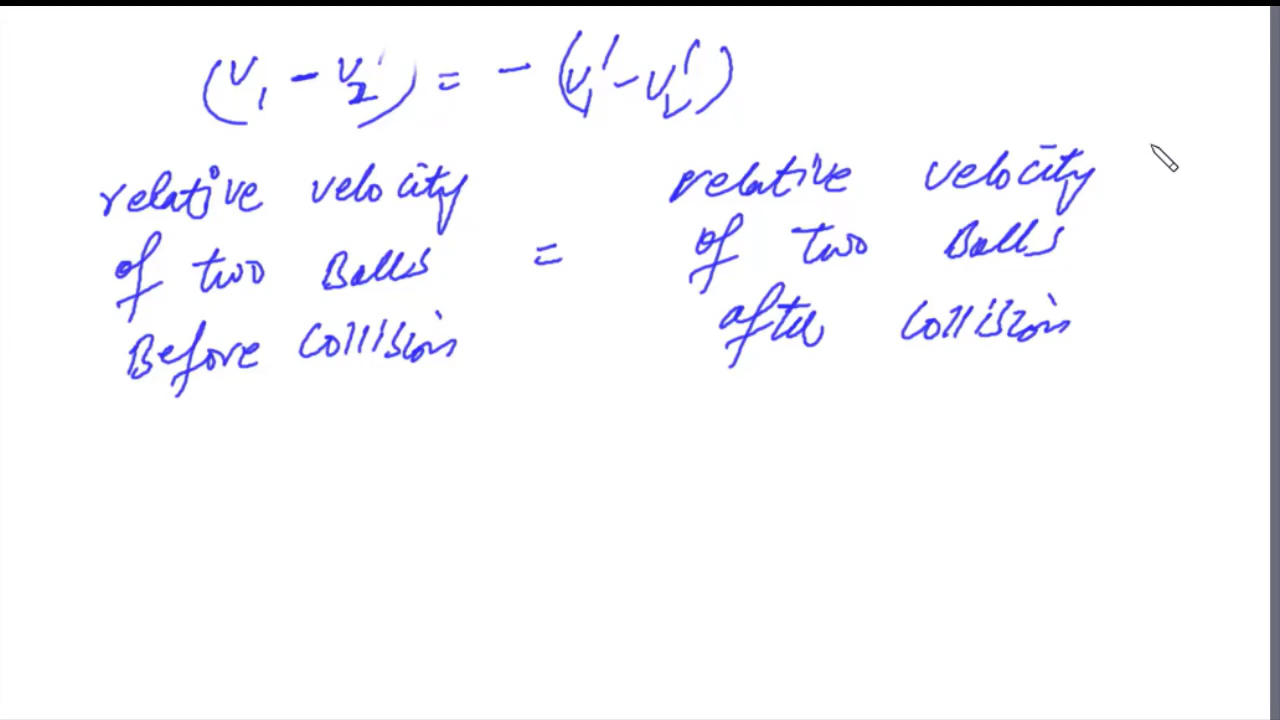 (V₁ - V₂') = - (V₁' - V₂')
relative velocity relative velocity
of two Balls = of two Balls
Before Collision after Collision